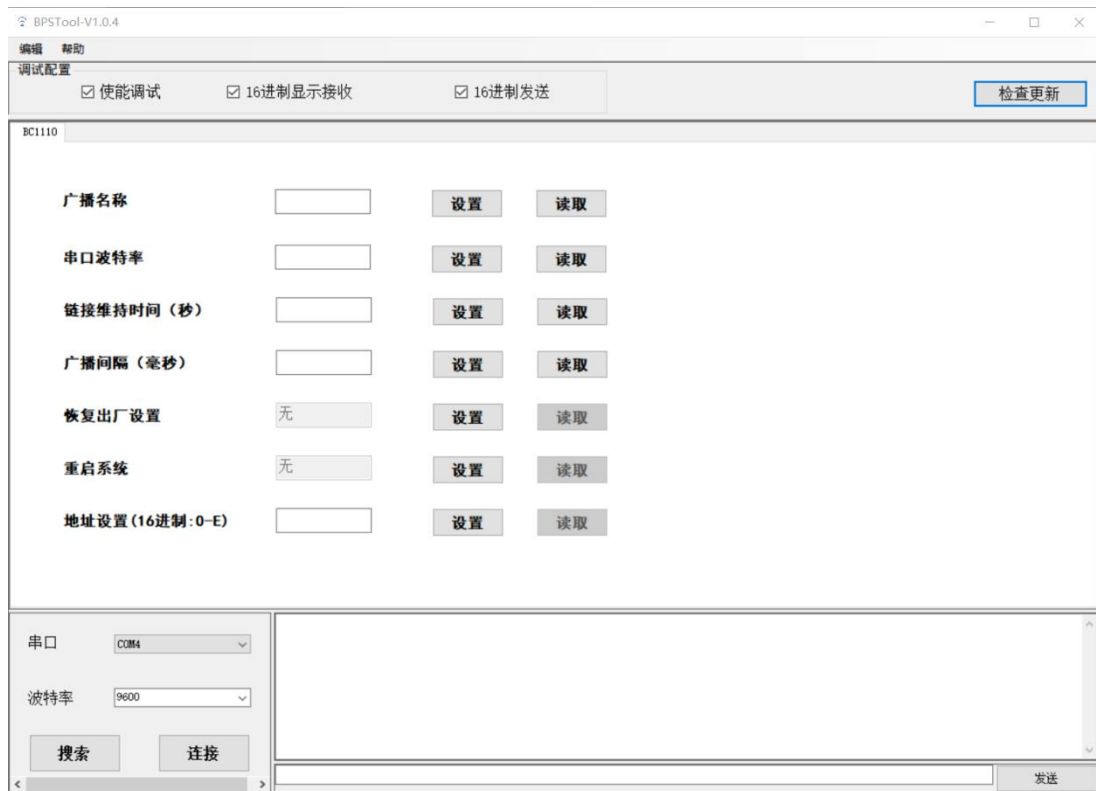 BPSTool-V1.0.4
编辑 帮助
调试配置
使能调试 16进制显示接收 16进制发送 检查更新
BC1110
广播名称 设置 读取
串口波特率 设置 读取
链接维持时间（秒） 设置 读取
广播间隔（毫秒） 设置 读取
恢复出厂设置 无 设置 读取
重启系统 无 设置 读取
地址设置(16进制:0-E) 设置 读取
串口 COM4
波特率 9600
搜索 连接
发送